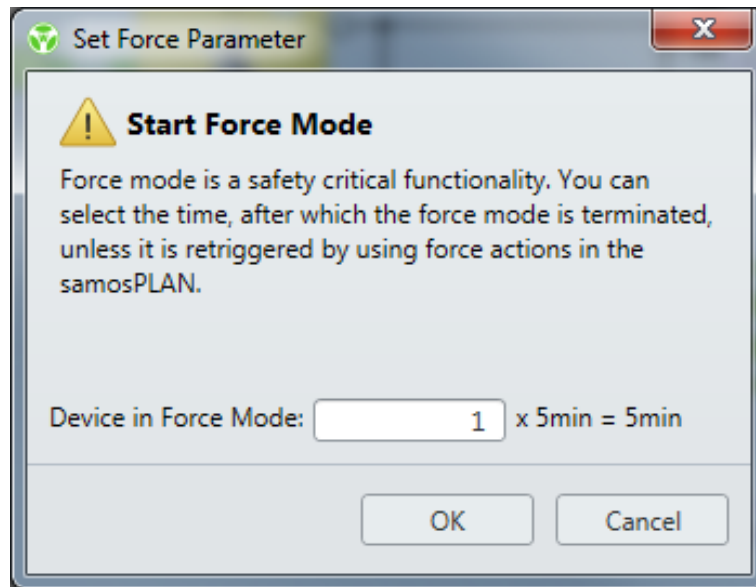 Set Force Parameter
Start Force Mode
Force mode is a safety critical functionality. You can
select the time, after which the force mode is terminated,
unless it is retriggered by using force actions in the
samosPLAN.
Device in Force Mode: 1 x 5min = 5min
OK Cancel